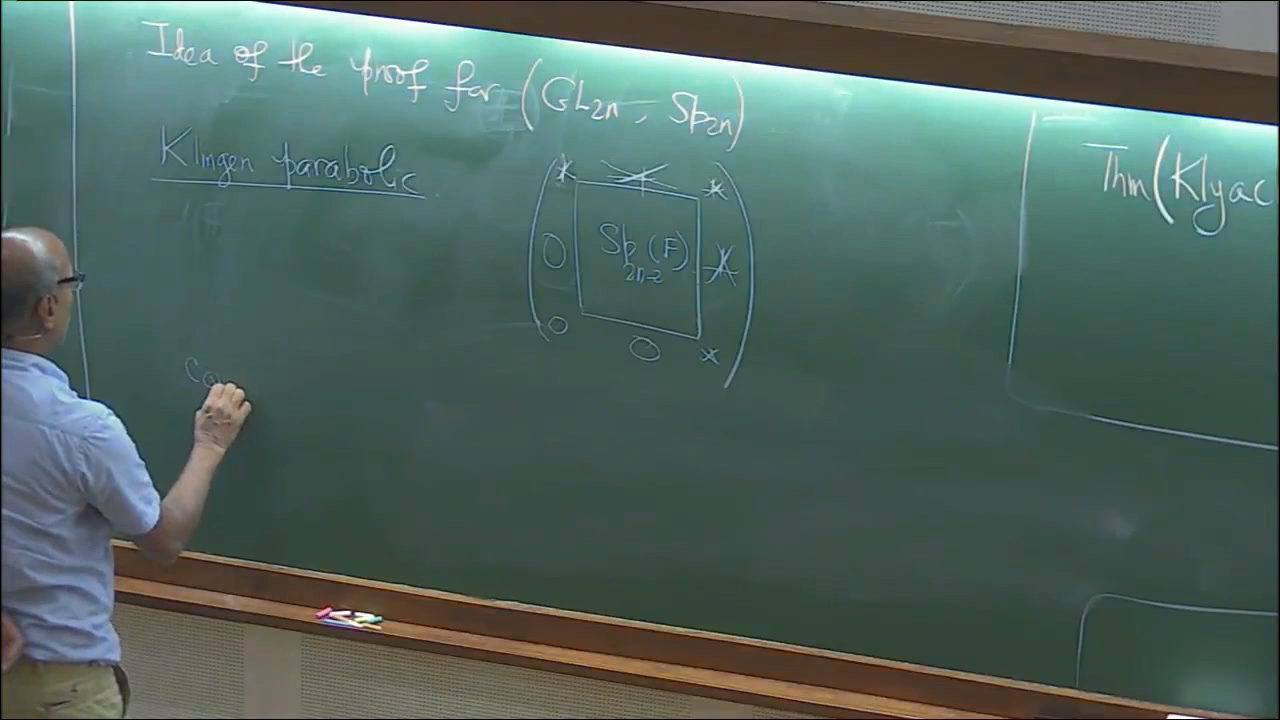 Idea of the proof for (GL2n, Sp2n)
Klingen parabolic
* * *
0 Sp2n-2(F) *
0 0 *
Thm (Klyac